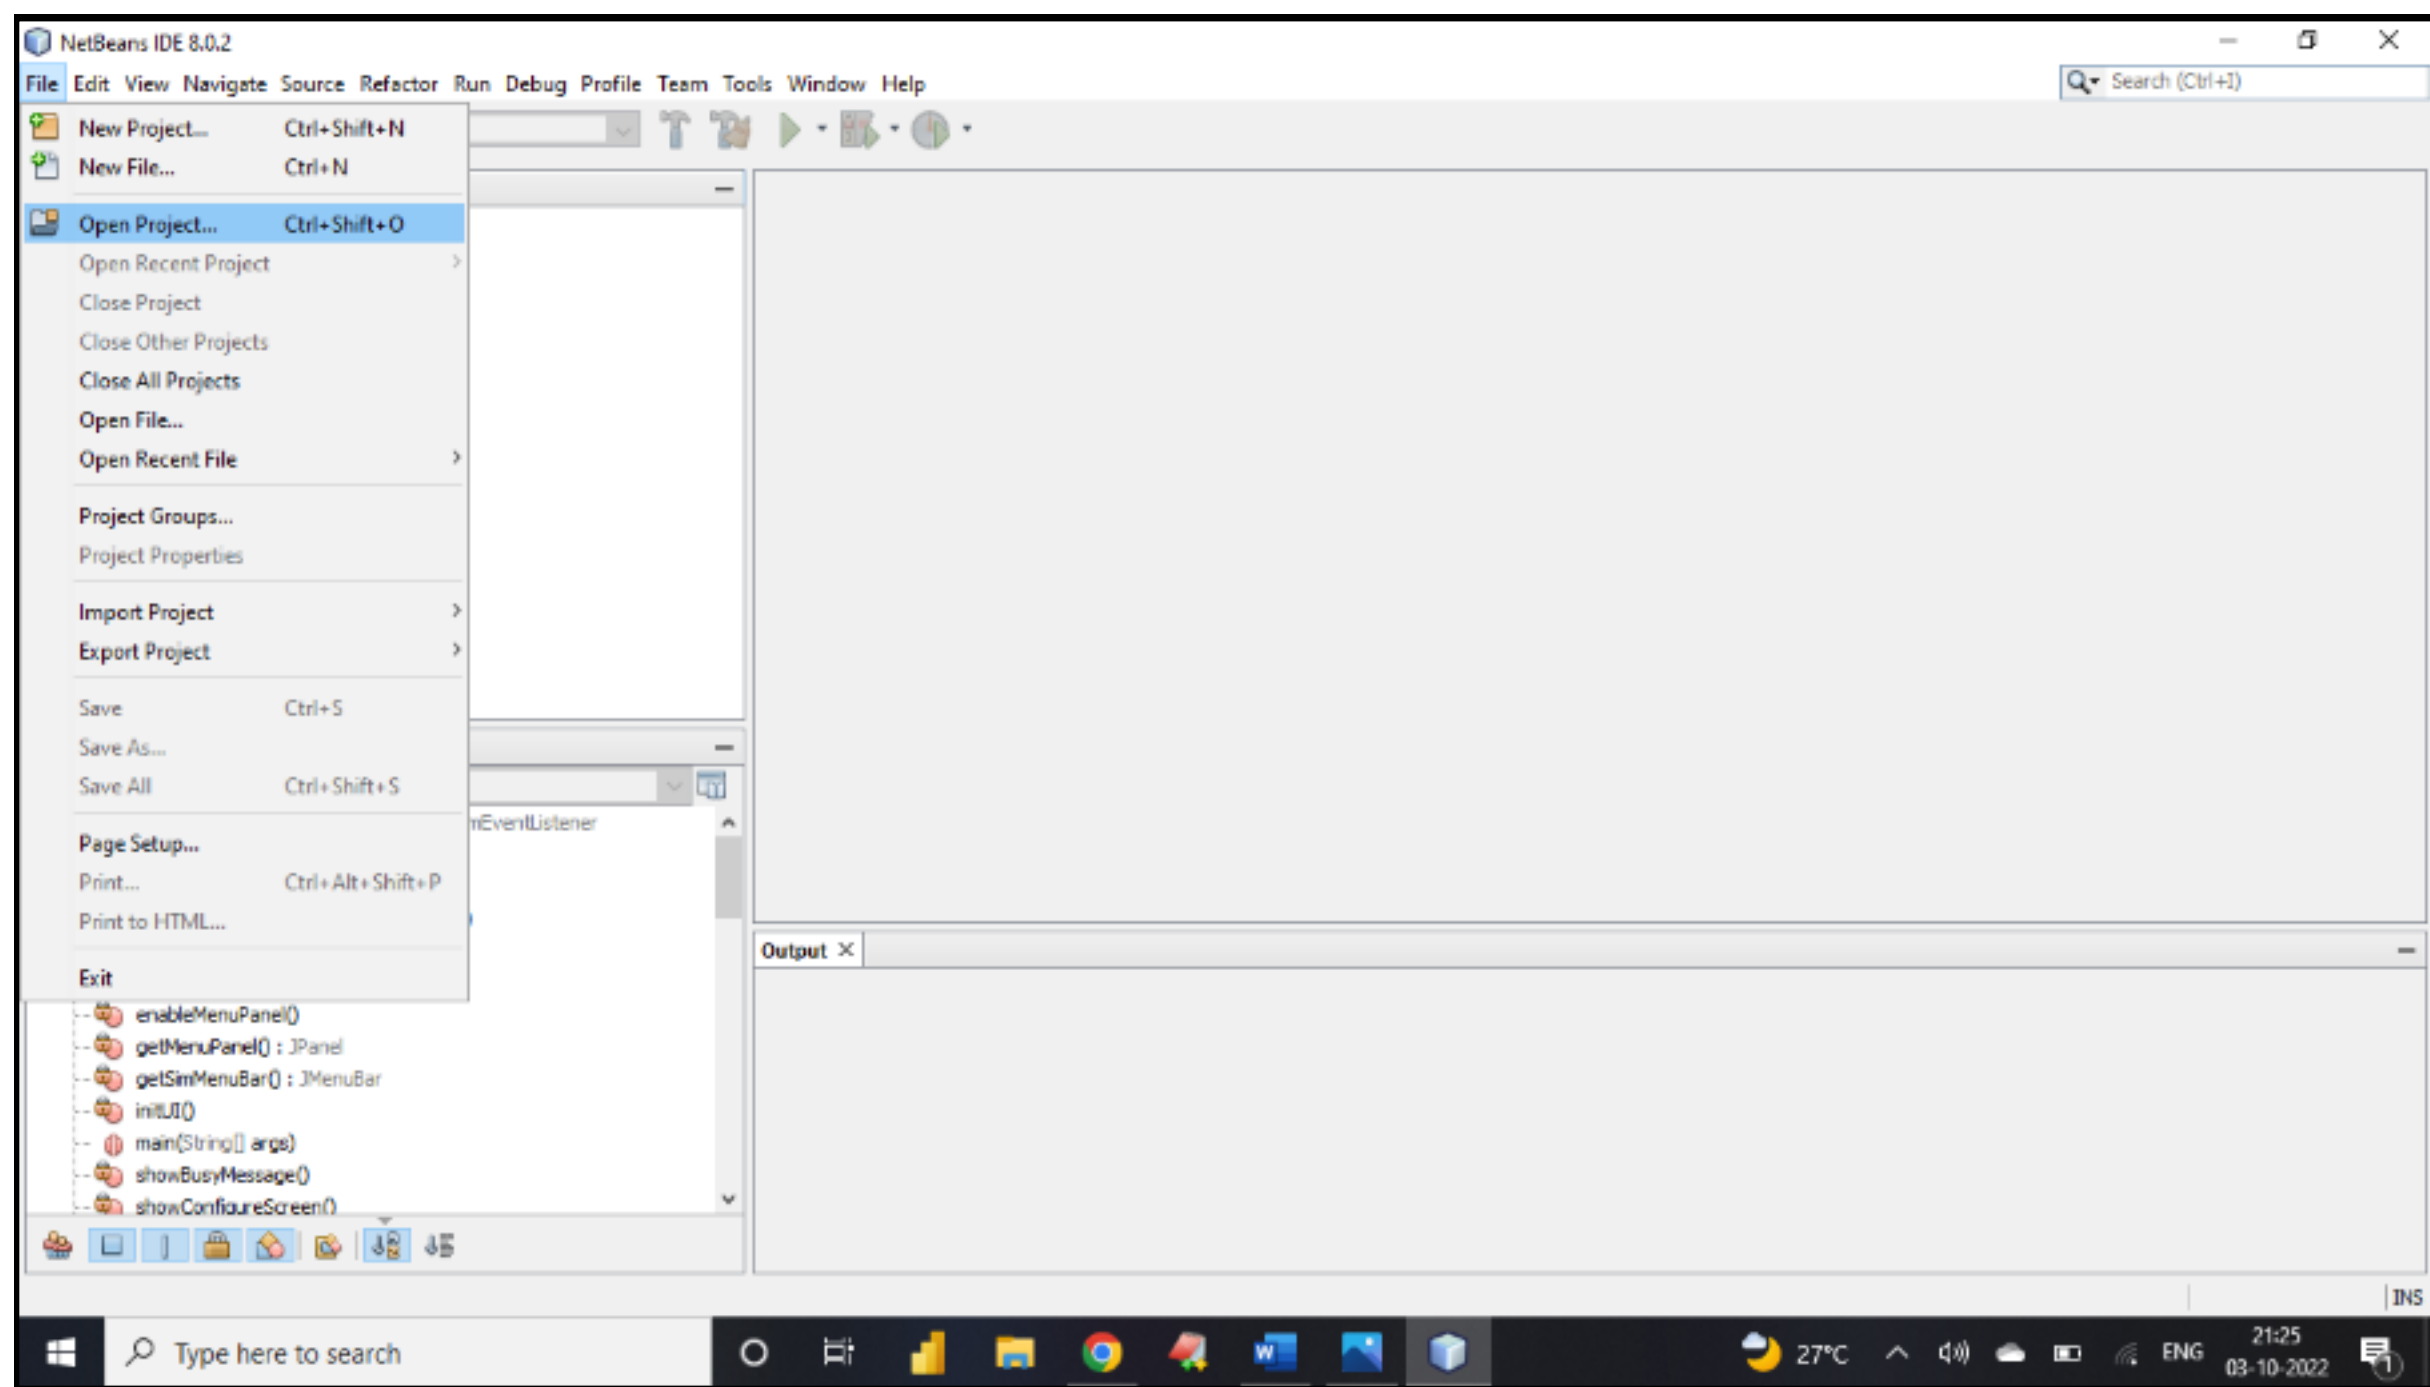 NetBeans IDE 8.0.2
File Edit View Navigate Source Refactor Run Debug Profile Team Tools Window Help
Search (Ctrl+I)
New Project... Ctrl+Shift+N
New File... Ctrl+N
Open Project... Ctrl+Shift+O
Open Recent Project
Close Project
Close Other Projects
Close All Projects
Open File...
Open Recent File
Project Groups...
Project Properties
Import Project
Export Project
Save Ctrl+S
Save As...
Save All Ctrl+Shift+S
Page Setup...
Print... Ctrl+Alt+Shift+P
Print to HTML...
Exit
mEventListener
enableMenuPanel()
getMenuPanel() : JPanel
getSimMenuBar() : JMenuBar
initUI()
main(String[] args)
showBusyMessage()
showConfigureScreen()
Output
INS
Type here to search
27°C
ENG
21:25
03-10-2022
1